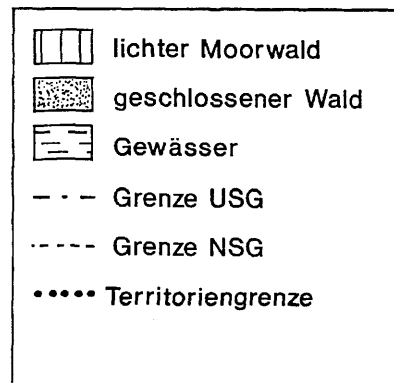 lichter Moorwald
geschlossener Wald
Gewässer
Grenze USG
Grenze NSG
Territoriengrenze